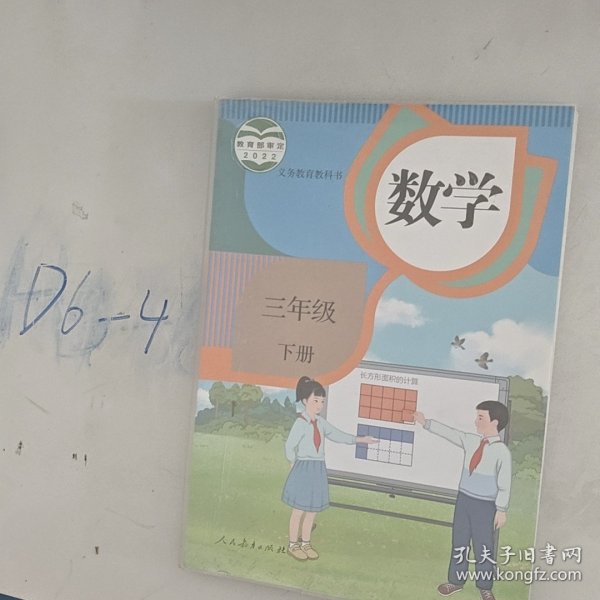 教育部审定
2022
义务教育教科书
数学
D6-4
三年级
下册
长方形面积的计算
人民教育出版社
孔夫子旧书网
www.kongfz.com